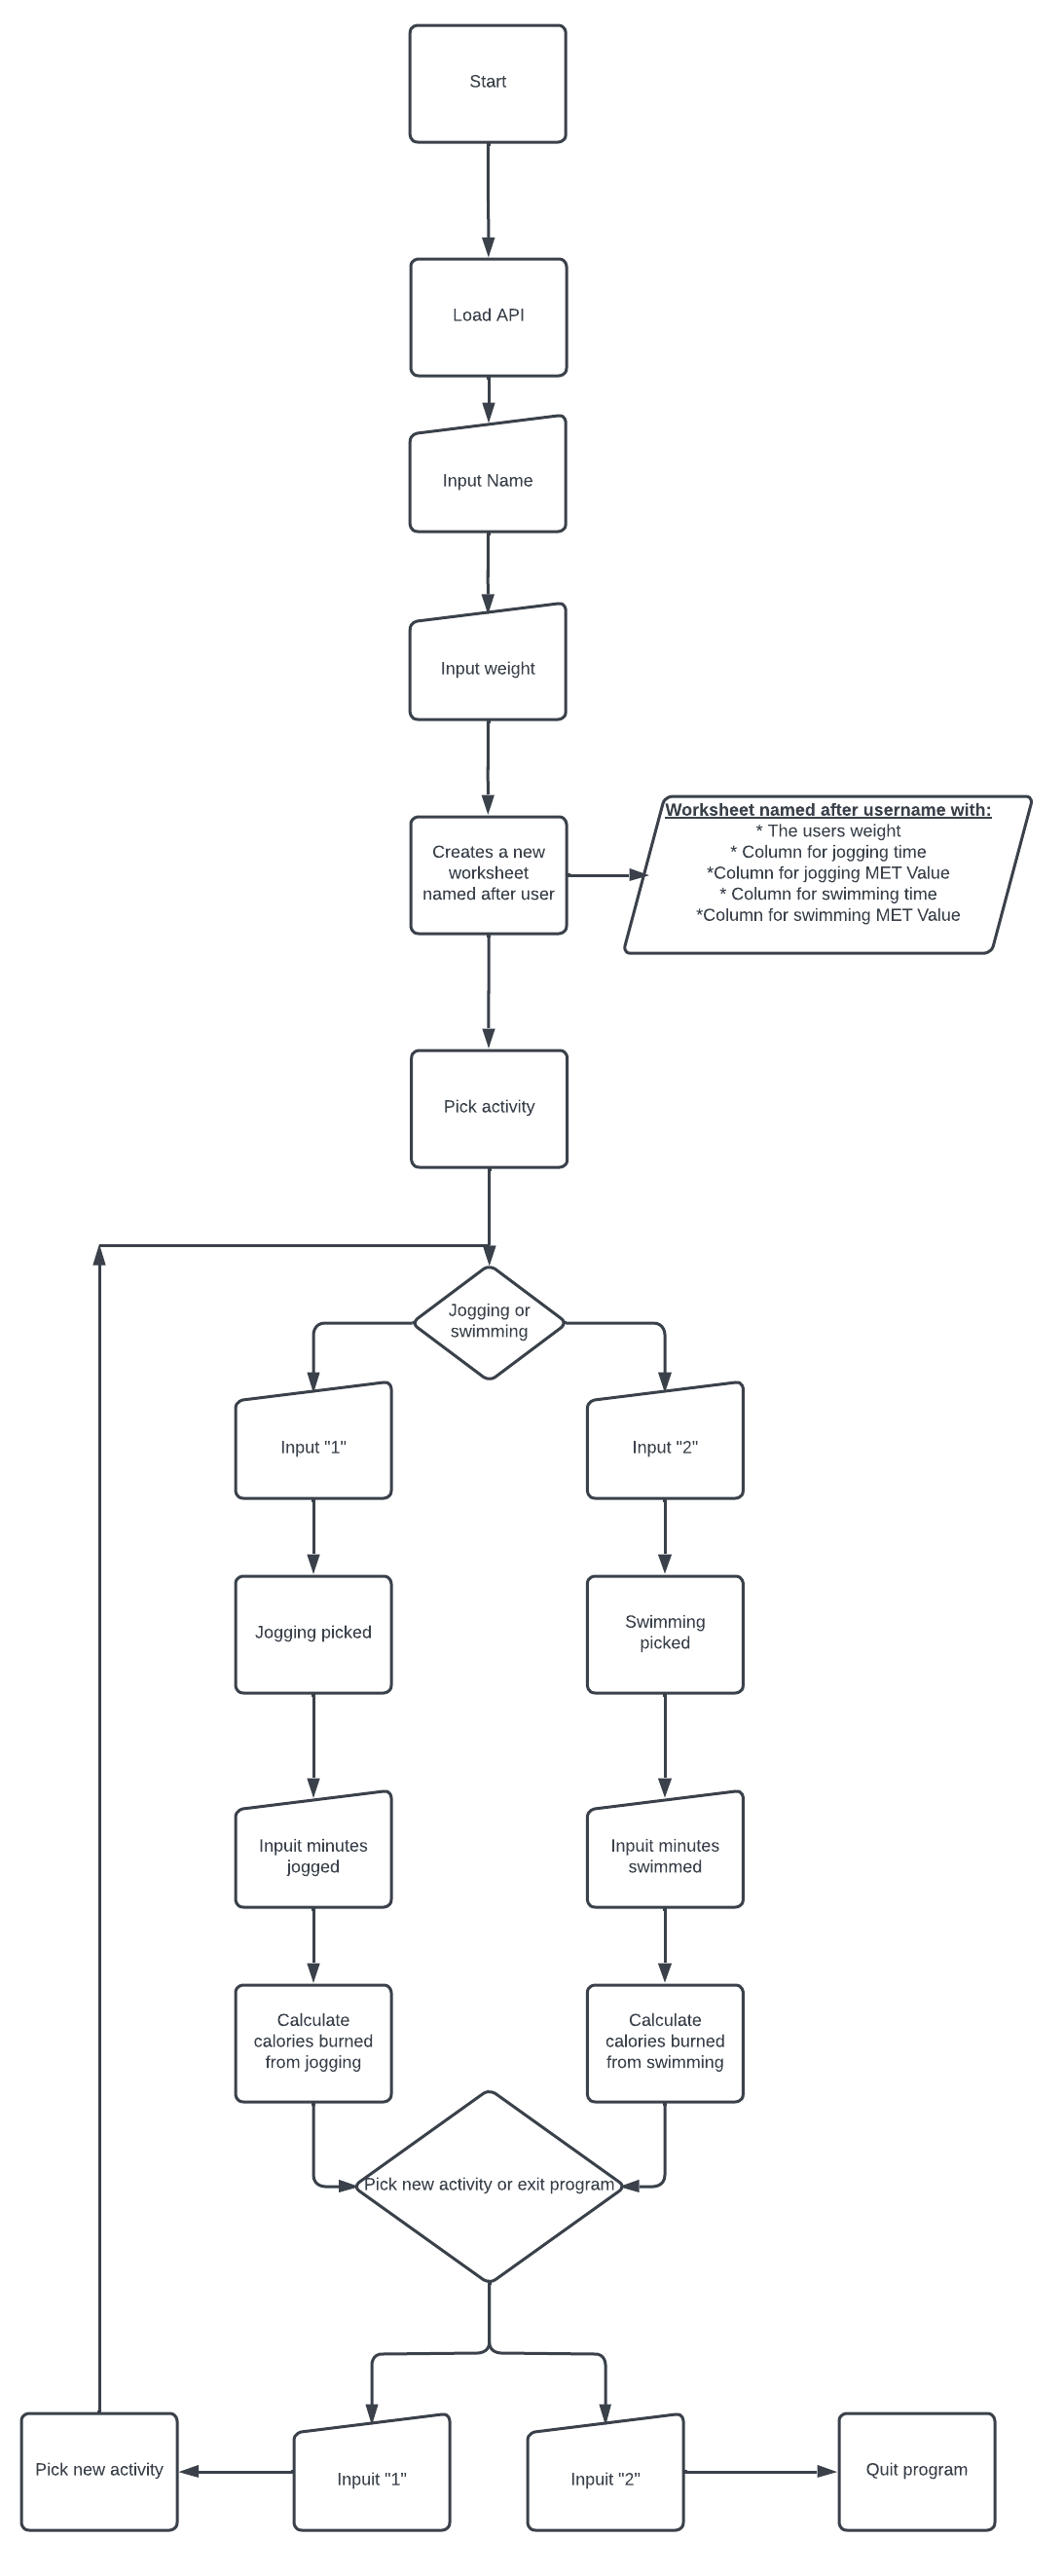 Start
Load API
Input Name
Input weight
Creates a new
worksheet
named after user
Worksheet named after username with:
* The users weight
* Column for jogging time
*Column for jogging MET Value
* Column for swimming time
*Column for swimming MET Value
Pick activity
Jogging or
swimming
Input "1"
Input "2"
Jogging picked
Swimming
picked
Inpuit minutes
jogged
Inpuit minutes
swimmed
Calculate
calories burned
from jogging
Calculate
calories burned
from swimming
Pick new activity or exit program
Pick new activity
Inpuit "1"
Inpuit "2"
Quit program